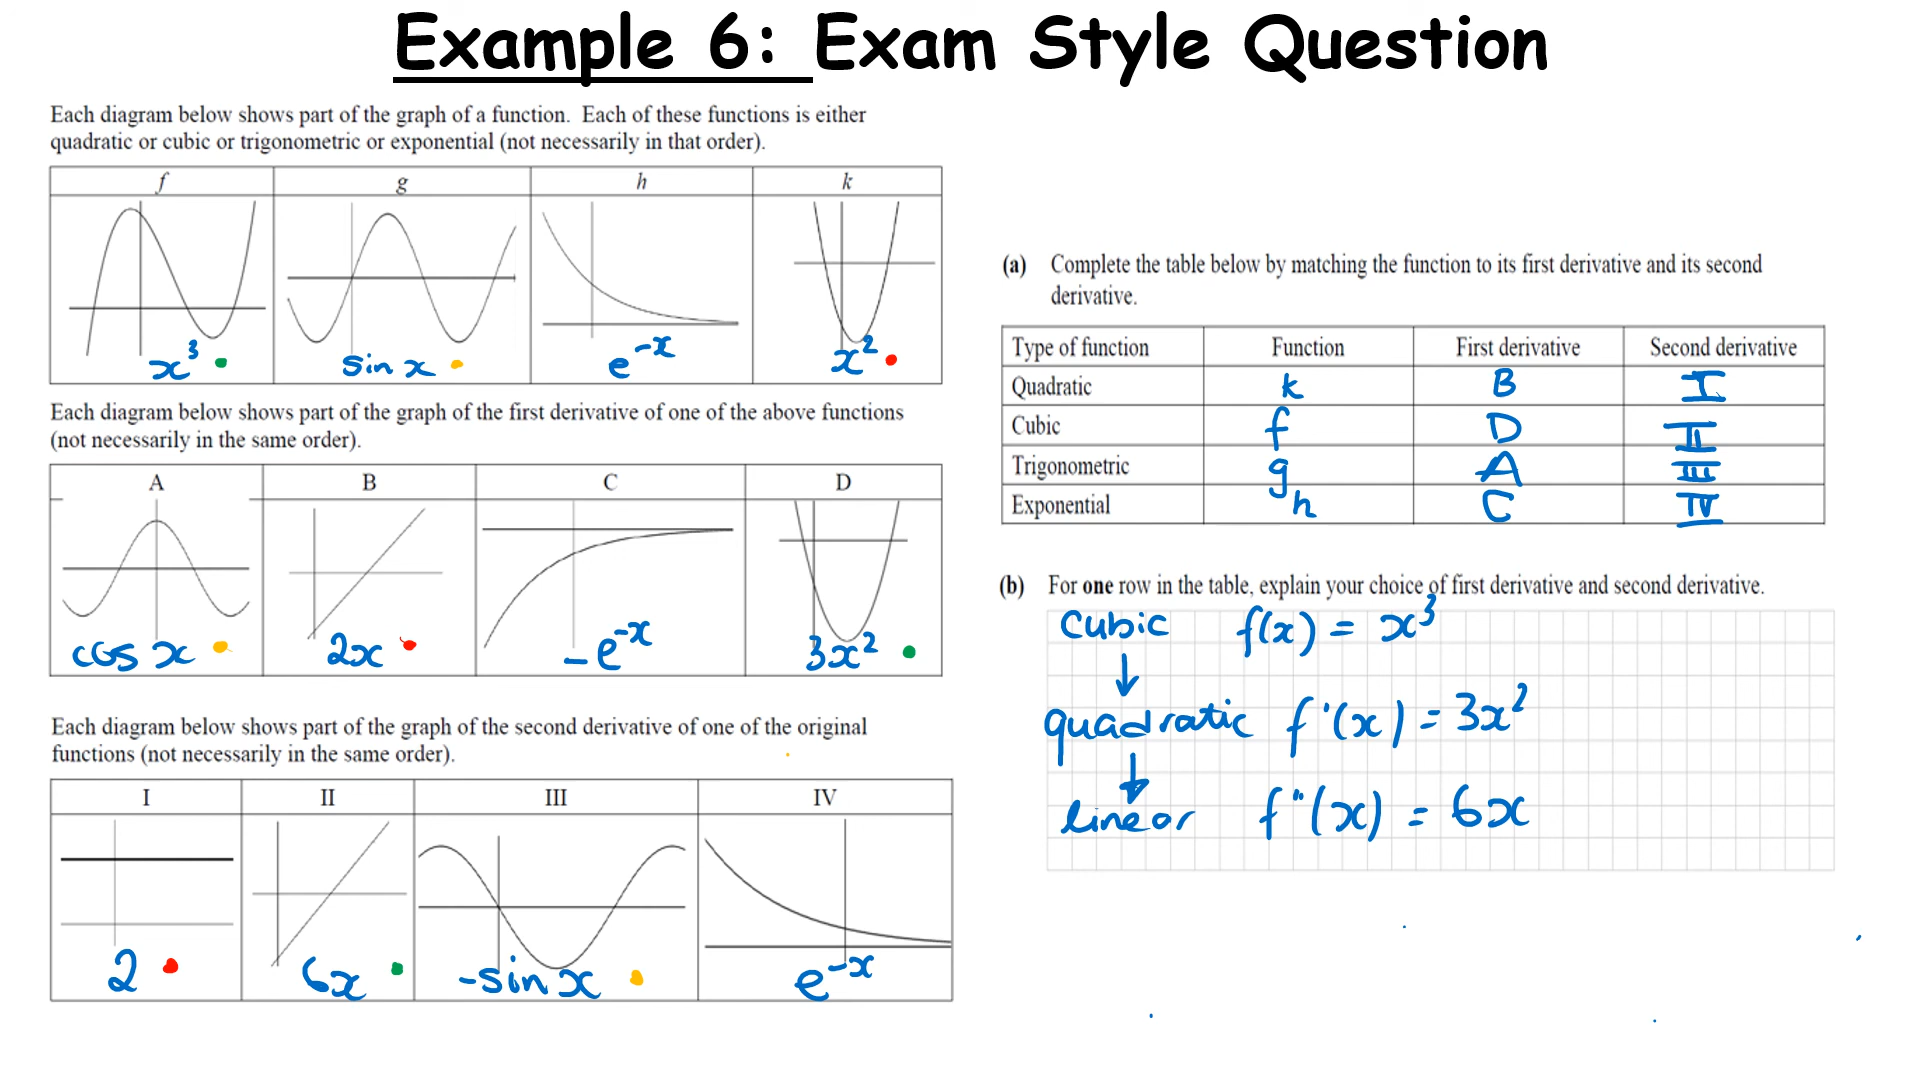 Example 6: Exam Style Question
Each diagram below shows part of the graph of a function. Each of these functions is either
quadratic or cubic or trigonometric or exponential (not necessarily in that order).
f g h k
x³ sin x e⁻ˣ x²
Each diagram below shows part of the graph of the first derivative of one of the above functions
(not necessarily in the same order).
A B C D
cos x 2x -e⁻ˣ 3x²
Each diagram below shows part of the graph of the second derivative of one of the original
functions (not necessarily in the same order).
I II III IV
2 6x -sin x e⁻ˣ
(a) Complete the table below by matching the function to its first derivative and its second
derivative.
Type of function Function First derivative Second derivative
Quadratic k B I
Cubic f D II
Trigonometric g A III
Exponential h C IV
(b) For one row in the table, explain your choice of first derivative and second derivative.
cubic f(x) = x³
↓
quadratic f'(x) = 3x²
↓
linear f"(x) = 6x